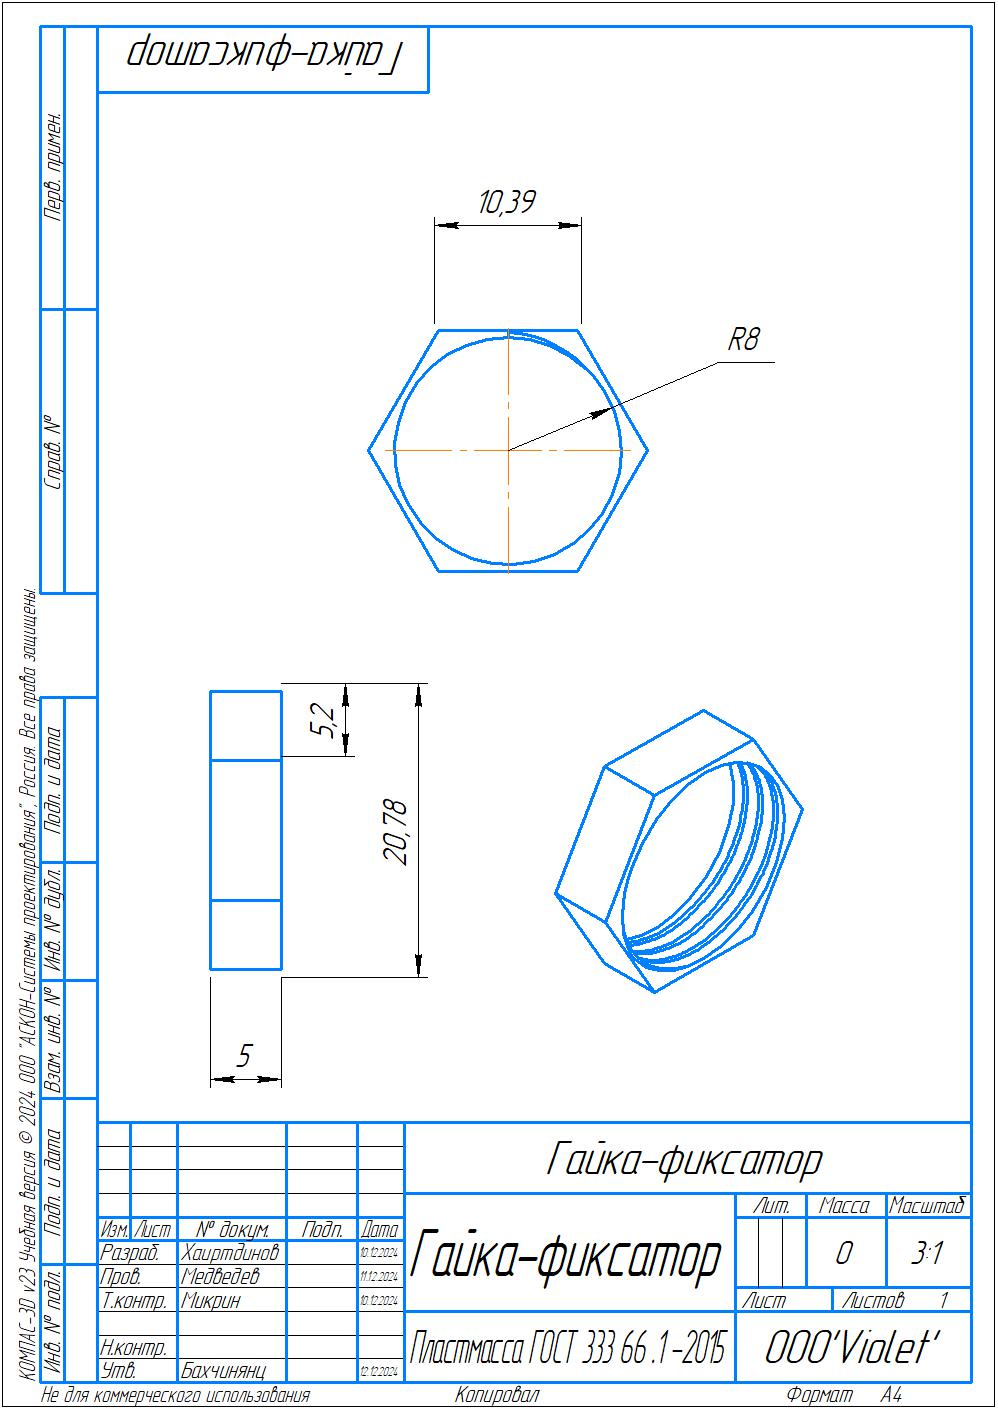 Гайка-фиксатор
Перв. примен.
Справ. №
10,39
R8
5,2
20,78
5
КОМПАС-3D v23 Учебная версия © 2024 ООО "АСКОН-Системы проектирования", Россия. Все права защищены.
Подп. и дата
Инв. № дубл.
Взам. инв. №
Подп. и дата
Инв. № подл.
Гайка-фиксатор
Изм. Лист № докум. Подп. Дата
Разраб. Хаиртдинов 10.12.2024
Пров. Медведев 11.12.2024
Т.контр. Микрин 10.12.2024
Н.контр.
Утв. Бахчинянц 12.12.2024
Гайка-фиксатор
Лит. Масса Масштаб
0 3:1
Лист Листов 1
Пластмасса ГОСТ 333 66 .1-2015
ООО'Violet'
Не для коммерческого использования Копировал Формат А4